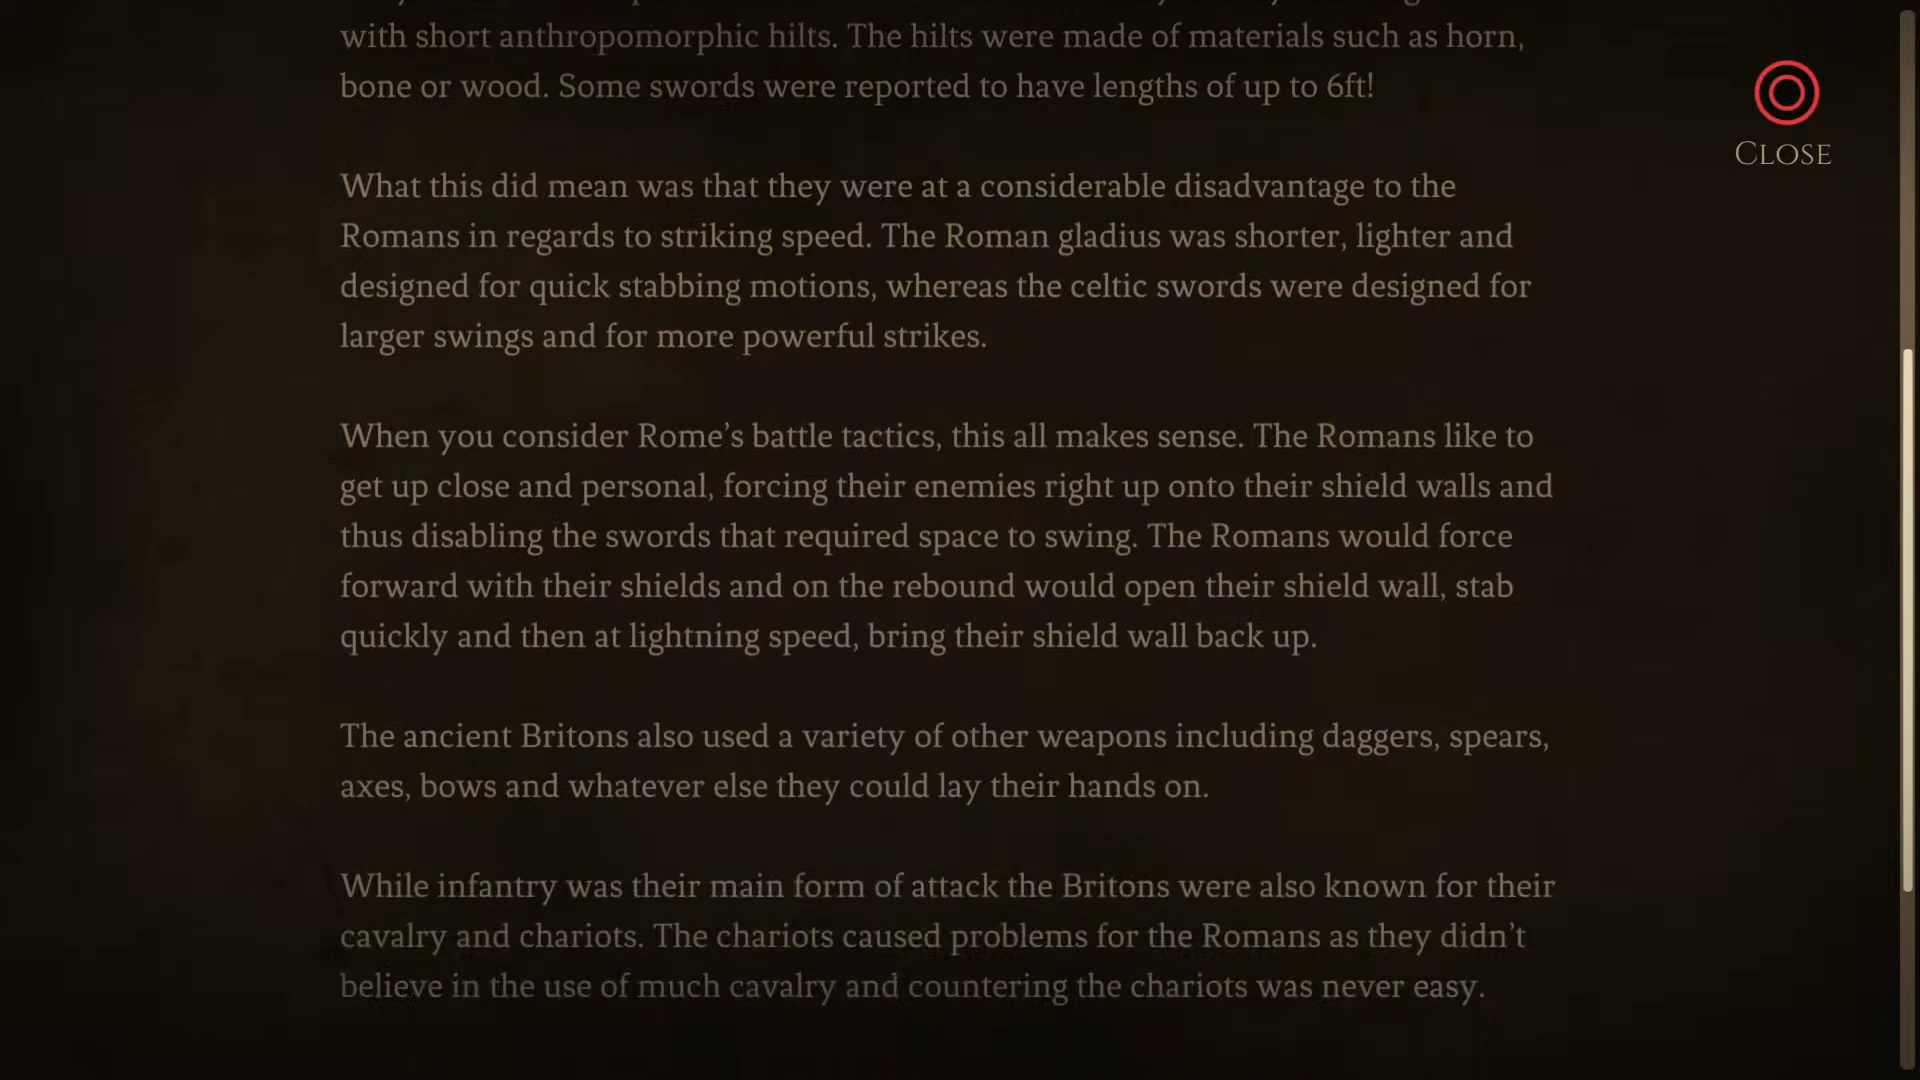 with short anthropomorphic hilts. The hilts were made of materials such as horn,
bone or wood. Some swords were reported to have lengths of up to 6ft!
CLOSE
What this did mean was that they were at a considerable disadvantage to the
Romans in regards to striking speed. The Roman gladius was shorter, lighter and
designed for quick stabbing motions, whereas the celtic swords were designed for
larger swings and for more powerful strikes.
When you consider Rome’s battle tactics, this all makes sense. The Romans like to
get up close and personal, forcing their enemies right up onto their shield walls and
thus disabling the swords that required space to swing. The Romans would force
forward with their shields and on the rebound would open their shield wall, stab
quickly and then at lightning speed, bring their shield wall back up.
The ancient Britons also used a variety of other weapons including daggers, spears,
axes, bows and whatever else they could lay their hands on.
While infantry was their main form of attack the Britons were also known for their
cavalry and chariots. The chariots caused problems for the Romans as they didn’t
believe in the use of much cavalry and countering the chariots was never easy.